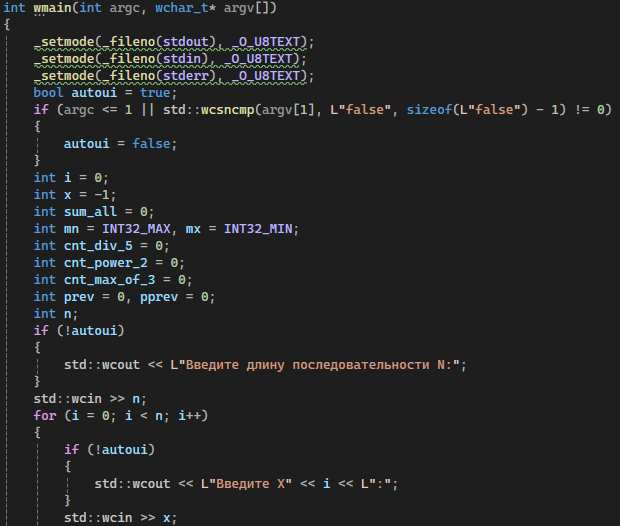 int wmain(int argc, wchar_t* argv[])
{
    _setmode(_fileno(stdout), _O_U8TEXT);
    _setmode(_fileno(stdin), _O_U8TEXT);
    _setmode(_fileno(stderr), _O_U8TEXT);
    bool autoui = true;
    if (argc <= 1 || std::wcsncmp(argv[1], L"false", sizeof(L"false") - 1) != 0)
    {
        autoui = false;
    }
    int i = 0;
    int x = -1;
    int sum_all = 0;
    int mn = INT32_MAX, mx = INT32_MIN;
    int cnt_div_5 = 0;
    int cnt_power_2 = 0;
    int cnt_max_of_3 = 0;
    int prev = 0, pprev = 0;
    int n;
    if (!autoui)
    {
        std::wcout << L"Введите длину последовательности N:";
    }
    std::wcin >> n;
    for (i = 0; i < n; i++)
    {
        if (!autoui)
        {
            std::wcout << L"Введите X" << i << L":";
        }
        std::wcin >> x;